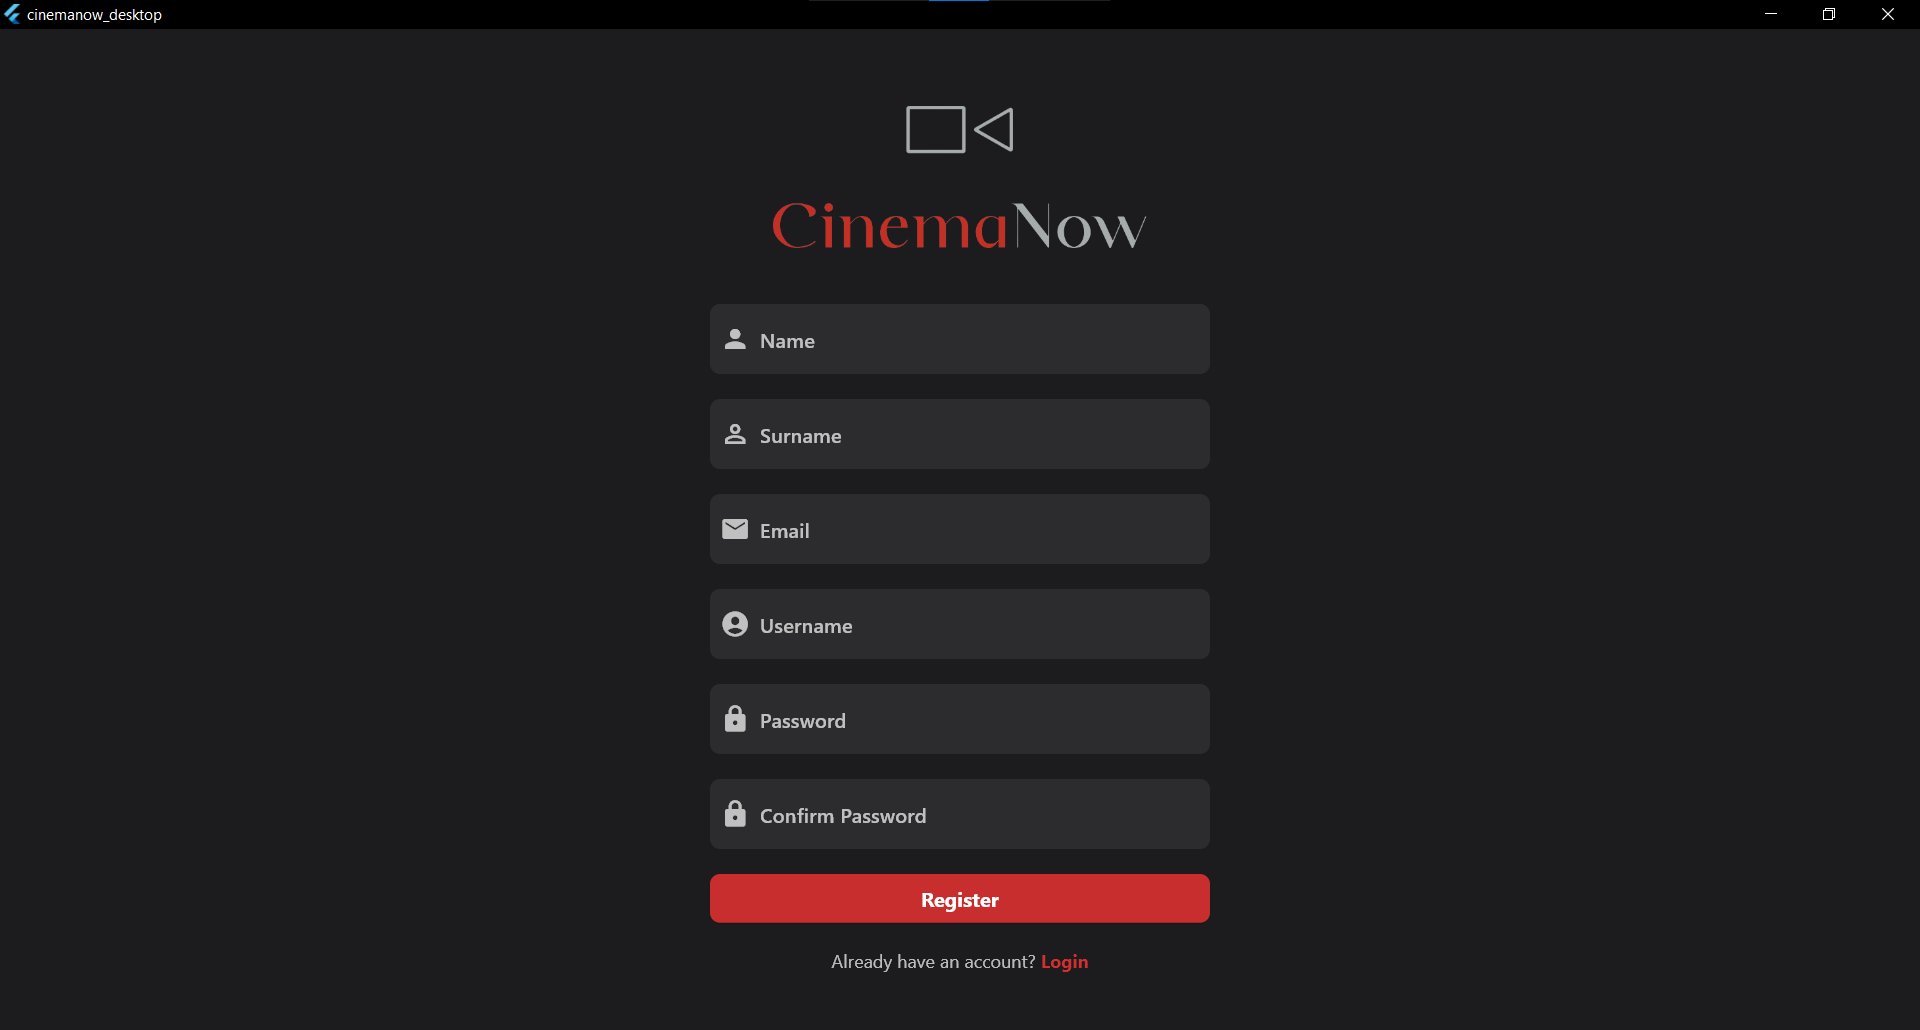 cinemanow_desktop
CinemaNow
Name
Surname
Email
Username
Password
Confirm Password
Register
Already have an account? Login